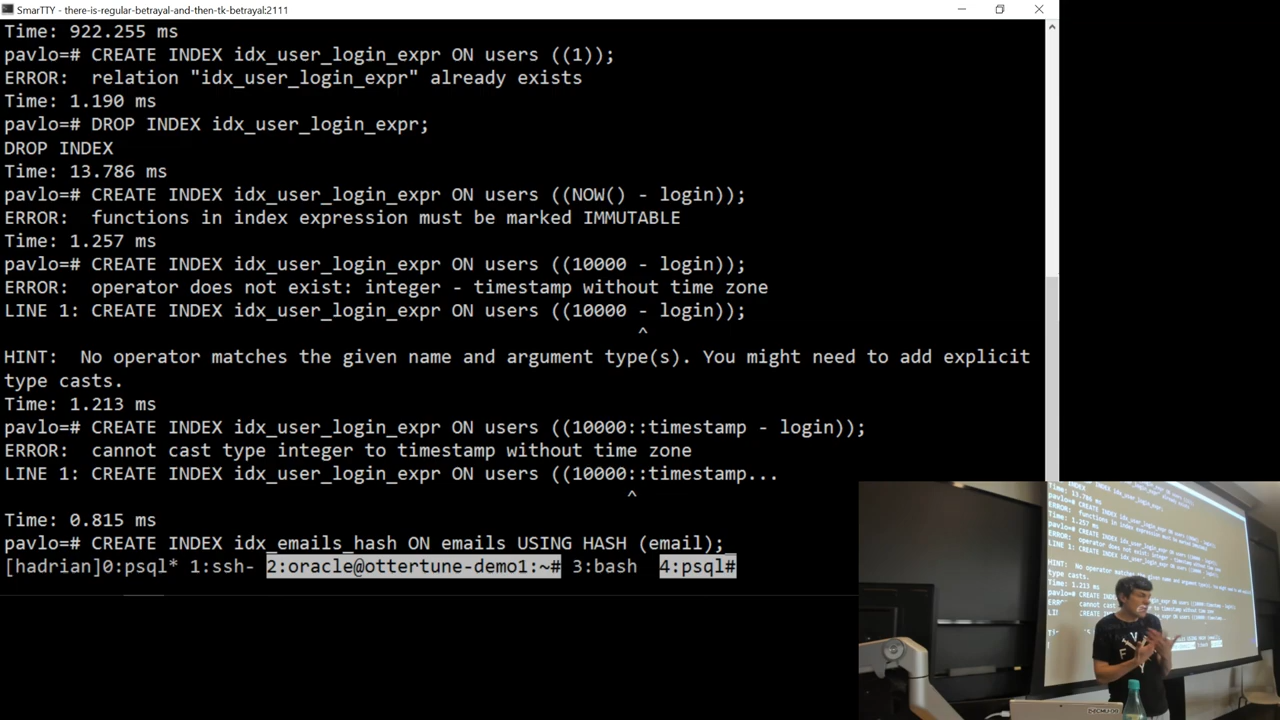 SmarTTY - there-is-regular-betrayal-and-then-tk-betrayal:2111
Time: 922.255 ms
pavlo=# CREATE INDEX idx_user_login_expr ON users ((1));
ERROR:  relation "idx_user_login_expr" already exists
Time: 1.190 ms
pavlo=# DROP INDEX idx_user_login_expr;
DROP INDEX
Time: 13.786 ms
pavlo=# CREATE INDEX idx_user_login_expr ON users ((NOW() - login));
ERROR:  functions in index expression must be marked IMMUTABLE
Time: 1.257 ms
pavlo=# CREATE INDEX idx_user_login_expr ON users ((10000 - login));
ERROR:  operator does not exist: integer - timestamp without time zone
LINE 1: CREATE INDEX idx_user_login_expr ON users ((10000 - login));
^
HINT:  No operator matches the given name and argument type(s). You might need to add explicit
type casts.
Time: 1.213 ms
pavlo=# CREATE INDEX idx_user_login_expr ON users ((10000::timestamp - login));
ERROR:  cannot cast type integer to timestamp without time zone
LINE 1: CREATE INDEX idx_user_login_expr ON users ((10000::timestamp...
^
Time: 0.815 ms
pavlo=# CREATE INDEX idx_emails_hash ON emails USING HASH (email);
[hadrian]0:psql* 1:ssh- 2:oracle@ottertune-demo1:~# 3:bash  4:psql#